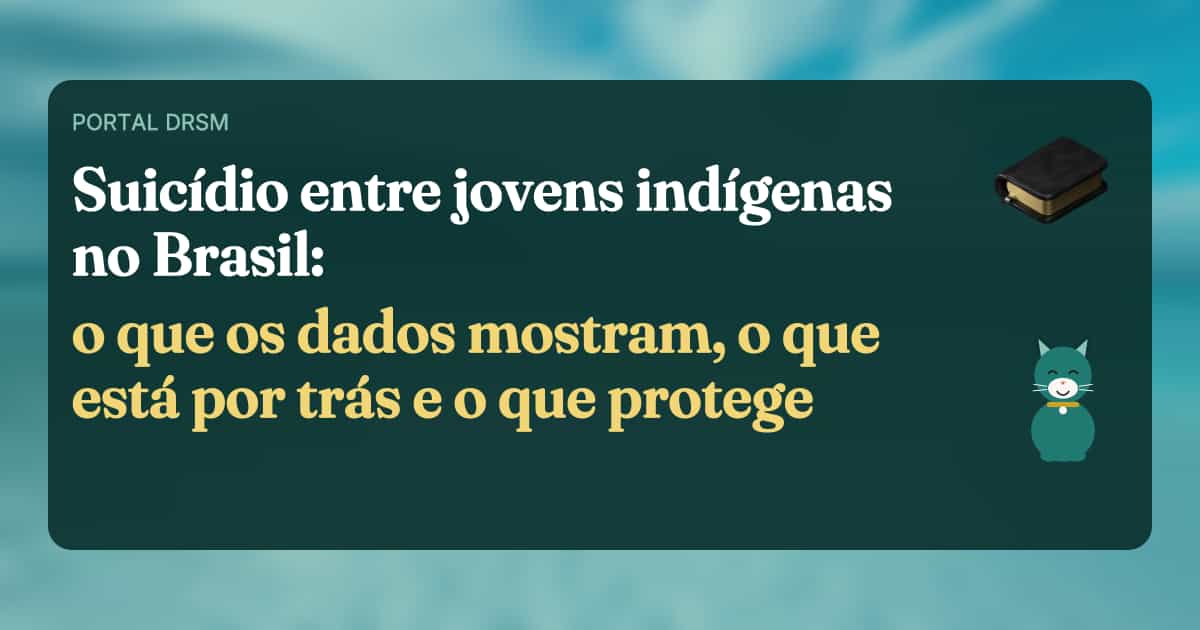 PORTAL DRSM
Suicídio entre jovens indígenas
no Brasil:
o que os dados mostram, o que
está por trás e o que protege